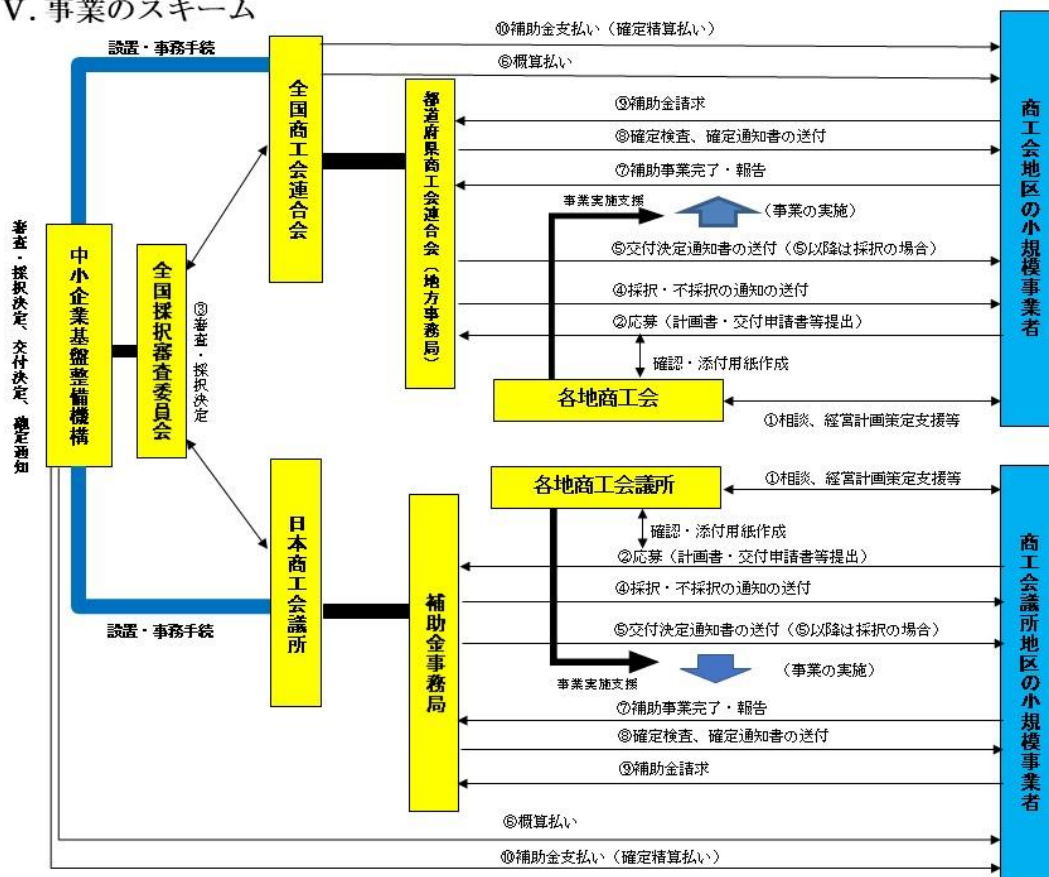 Ⅴ. 事業のスキーム
設置・事務手続
⑩補助金支払い（確定精算払い）
⑥概算払い
全国商工会連合会
都道府県商工会連合会（地方事務局）
商工会地区の小規模事業者
⑨補助金請求
⑧確定検査、確定通知書の送付
⑦補助事業完了・報告
事業実施支援
（事業の実施）
⑤交付決定通知書の送付（⑤以降は採択の場合）
④採択・不採択の通知の送付
②応募（計画書・交付申請書等提出）
確認・添付用紙作成
各地商工会
①相談、経営計画策定支援等
審査・採択決定、交付決定、確定通知
中小企業基盤整備機構
全国採択審査委員会
③審査・採択決定
各地商工会議所
①相談、経営計画策定支援等
確認・添付用紙作成
②応募（計画書・交付申請書等提出）
④採択・不採択の通知の送付
⑤交付決定通知書の送付（⑤以降は採択の場合）
日本商工会議所
補助金事務局
商工会議所地区の小規模事業者
設置・事務手続
事業実施支援
（事業の実施）
⑦補助事業完了・報告
⑧確定検査、確定通知書の送付
⑨補助金請求
⑥概算払い
⑩補助金支払い（確定精算払い）